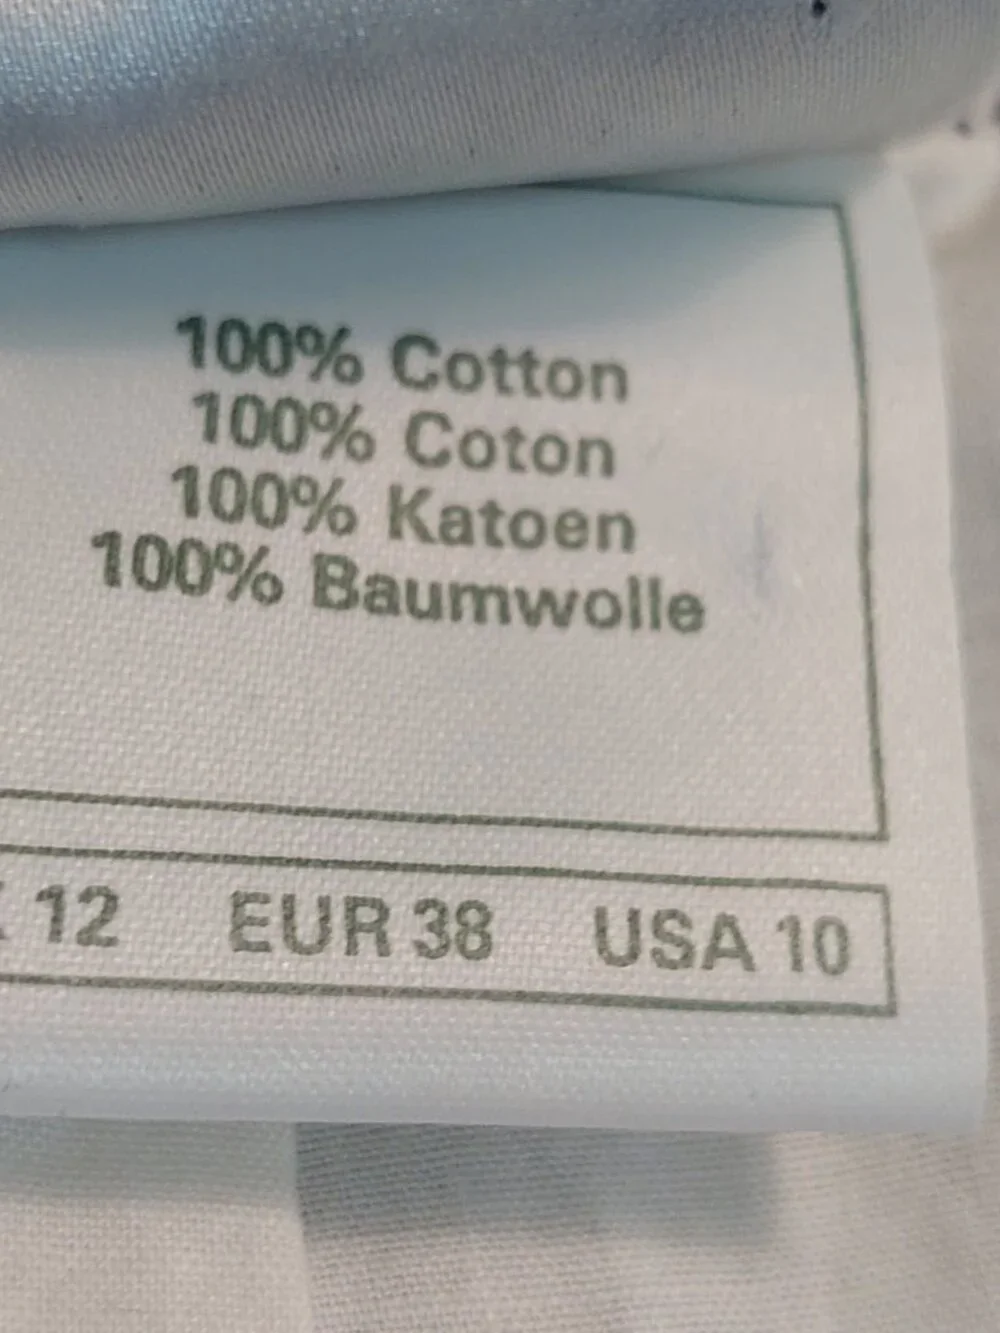 100% Cotton
100% Coton
100% Katoen
100% Baumwolle
12 EUR 38 USA 10